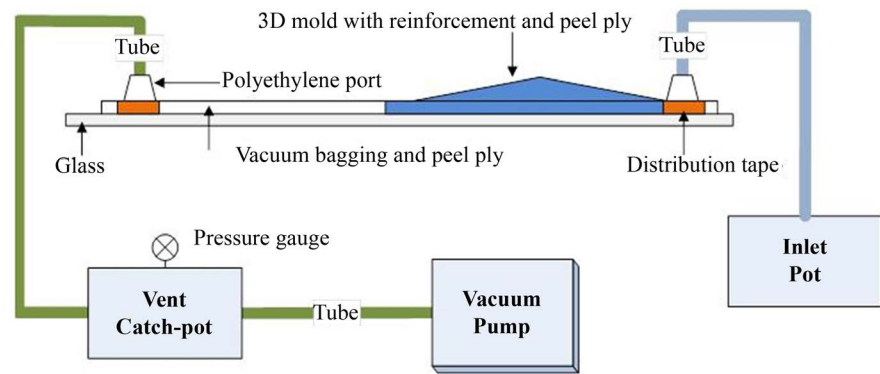 3D mold with reinforcement and peel ply
Tube
Tube
Polyethylene port
Glass
Vacuum bagging and peel ply
Distribution tape
Pressure gauge
Inlet
Pot
Vent
Catch-pot
Tube
Vacuum
Pump